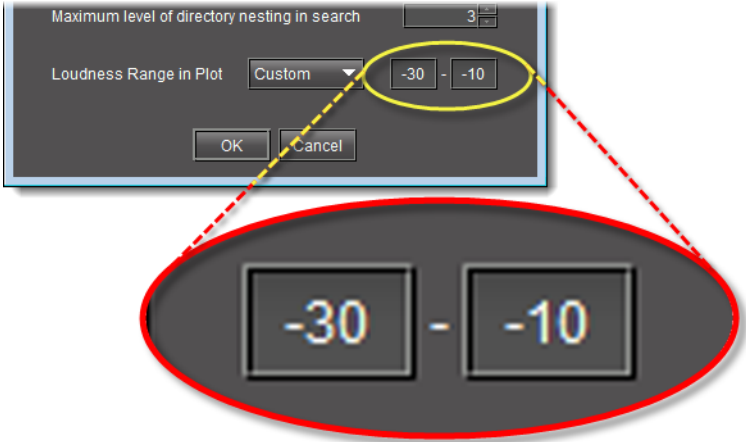 Maximum level of directory nesting in search 3
Loudness Range in Plot Custom -30 - -10
OK Cancel
-30 - -10